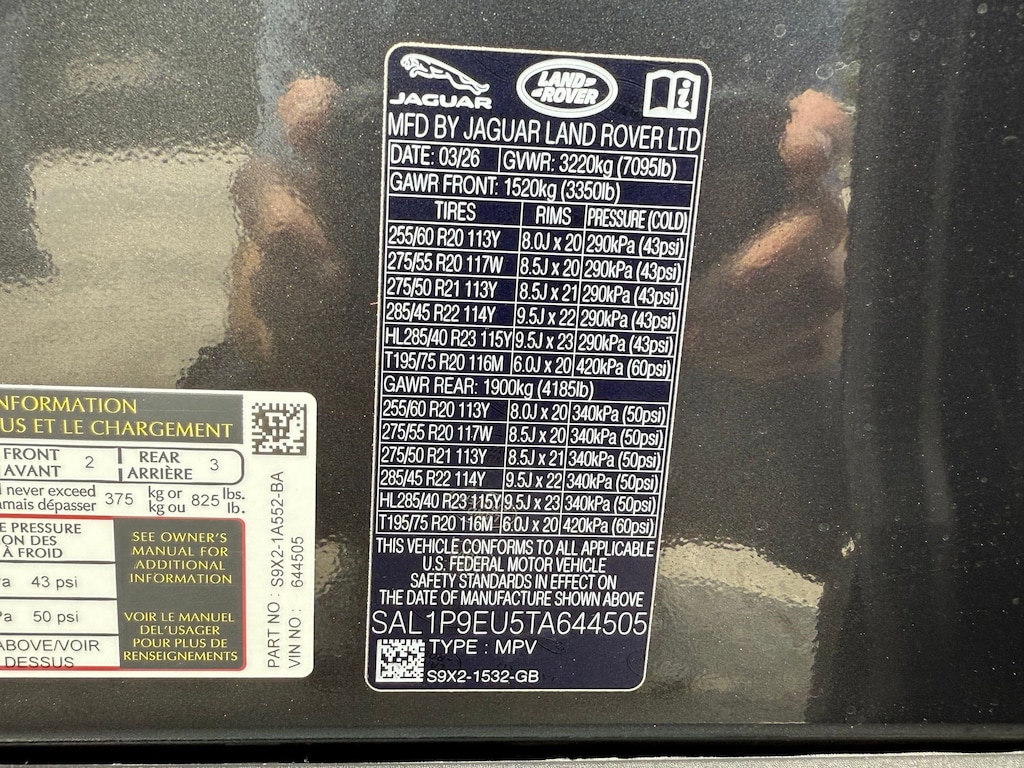 JAGUAR
LAND-
-ROVER
i
MFD BY JAGUAR LAND ROVER LTD
DATE: 03/26 GVWR: 3220kg (7095lb)
GAWR FRONT: 1520kg (3350lb)
TIRES RIMS PRESSURE (COLD)
255/60 R20 113Y 8.0J x 20 290kPa (43psi)
275/55 R20 117W 8.5J x 20 290kPa (43psi)
275/50 R21 113Y 8.5J x 21 290kPa (43psi)
285/45 R22 114Y 9.5J x 22 290kPa (43psi)
HL285/40 R23 115Y 9.5J x 23 290kPa (43psi)
T195/75 R20 116M 6.0J x 20 420kPa (60psi)
GAWR REAR: 1900kg (4185lb)
255/60 R20 113Y 8.0J x 20 340kPa (50psi)
275/55 R20 117W 8.5J x 20 340kPa (50psi)
275/50 R21 113Y 8.5J x 21 340kPa (50psi)
285/45 R22 114Y 9.5J x 22 340kPa (50psi)
HL285/40 R23 115Y 9.5J x 23 340kPa (50psi)
T195/75 R20 116M 6.0J x 20 420kPa (60psi)
THIS VEHICLE CONFORMS TO ALL APPLICABLE
U.S. FEDERAL MOTOR VEHICLE
SAFETY STANDARDS IN EFFECT ON
THE DATE OF MANUFACTURE SHOWN ABOVE
SAL1P9EU5TA644505
TYPE : MPV
S9X2-1532-GB
NFORMATION
US ET LE CHARGEMENT
FRONT 2 REAR 3
AVANT ARRIÈRE
never exceed 375 kg or 825 lbs.
amais dépasser kg ou lb.
E PRESSURE
ION DES
À FROID
a 43 psi
Pa 50 psi
ABOVE/VOIR
DESSUS
SEE OWNER'S
MANUAL FOR
ADDITIONAL
INFORMATION
VOIR LE MANUEL
DEL'USAGER
POUR PLUS DE
RENSEIGNEMENTS
PART NO : S9X2-1A552-BA
VIN NO : 644505